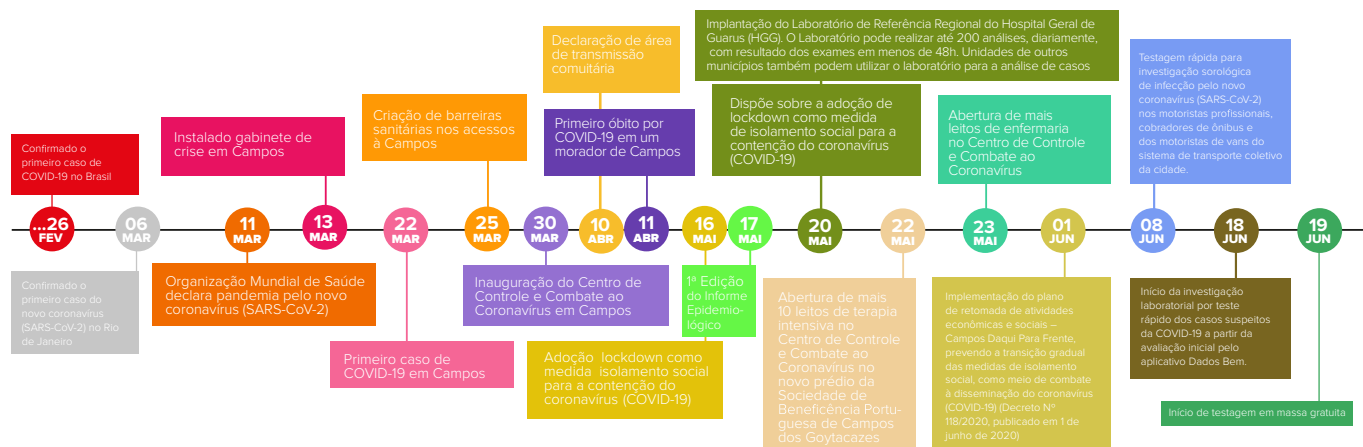 Confirmado o
primeiro caso de
COVID-19 no Brasil
...26
FEV
06
MAR
Confirmado o
primeiro caso do
novo coronavírus
(SARS-CoV-2) no Rio
de Janeiro
11
MAR
Organização Mundial de Saúde
declara pandemia pelo novo
coronavírus (SARS-CoV-2)
Instalado gabinete de
crise em Campos
13
MAR
22
MAR
Primeiro caso de
COVID-19 em Campos
Criação de barreiras
sanitárias nos acessos
à Campos
25
MAR
30
MAR
Inauguração do Centro de
Controle e Combate ao
Coronavírus em Campos
Declaração de área
de transmissão
comuitária
10
ABR
Primeiro óbito por
COVID-19 em um
morador de Campos
11
ABR
16
MAI
Adoção lockdown como
medida isolamento social
para a contenção do
coronavírus (COVID-19)
17
MAI
1ª Edição
do Informe
Epidemio-
lógico
Implantação do Laboratório de Referência Regional do Hospital Geral de
Guarus (HGG). O Laboratório pode realizar até 200 análises, diariamente,
com resultado dos exames em menos de 48h. Unidades de outros
municípios também podem utilizar o laboratório para a análise de casos
Dispõe sobre a adoção de
lockdown como medida
de isolamento social para a
contenção do coronavírus
(COVID-19)
20
MAI
22
MAI
Abertura de mais
10 leitos de terapia
intensiva no
Centro de Controle
e Combate ao
Coronavírus no
novo prédio da
Sociedade de
Beneficência Portu-
guesa de Campos
dos Goytacazes
Abertura de mais
leitos de enfermaria
no Centro de Controle
e Combate ao
Coronavírus
23
MAI
01
JUN
Implementação do plano
de retomada de atividades
econômicas e sociais –
Campos Daqui Para Frente,
prevendo a transição gradual
das medidas de isolamento
social, como meio de combate
à disseminação do coronavírus
(COVID-19) (Decreto Nº
118/2020, publicado em 1 de
junho de 2020)
Testagem rápida para
investigação sorológica
de infecção pelo novo
coronavírus (SARS-CoV-2)
nos motoristas profissionais,
cobradores de ônibus e
dos motoristas de vans do
sistema de transporte coletivo
da cidade.
08
JUN
18
JUN
Início da investigação
laboratorial por teste
rápido dos casos suspeitos
da COVID-19 a partir da
avaliação inicial pelo
aplicativo Dados Bem.
19
JUN
Início de testagem em massa gratuita